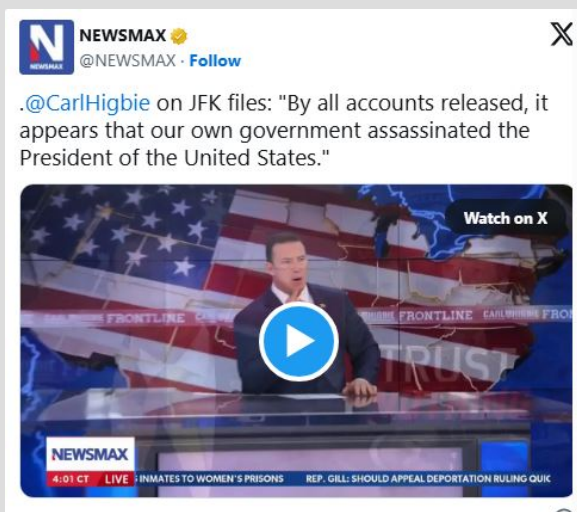 NEWSMAX
@NEWSMAX · Follow
.@CarlHigbie on JFK files: "By all accounts released, it
appears that our own government assassinated the
President of the United States."
Watch on X
FRONTLINE
FRONTLINE
TRUST
NEWSMAX
4:01 CT LIVE INMATES TO WOMEN'S PRISONS REP. GILL: SHOULD APPEAL DEPORTATION RULING QUIC